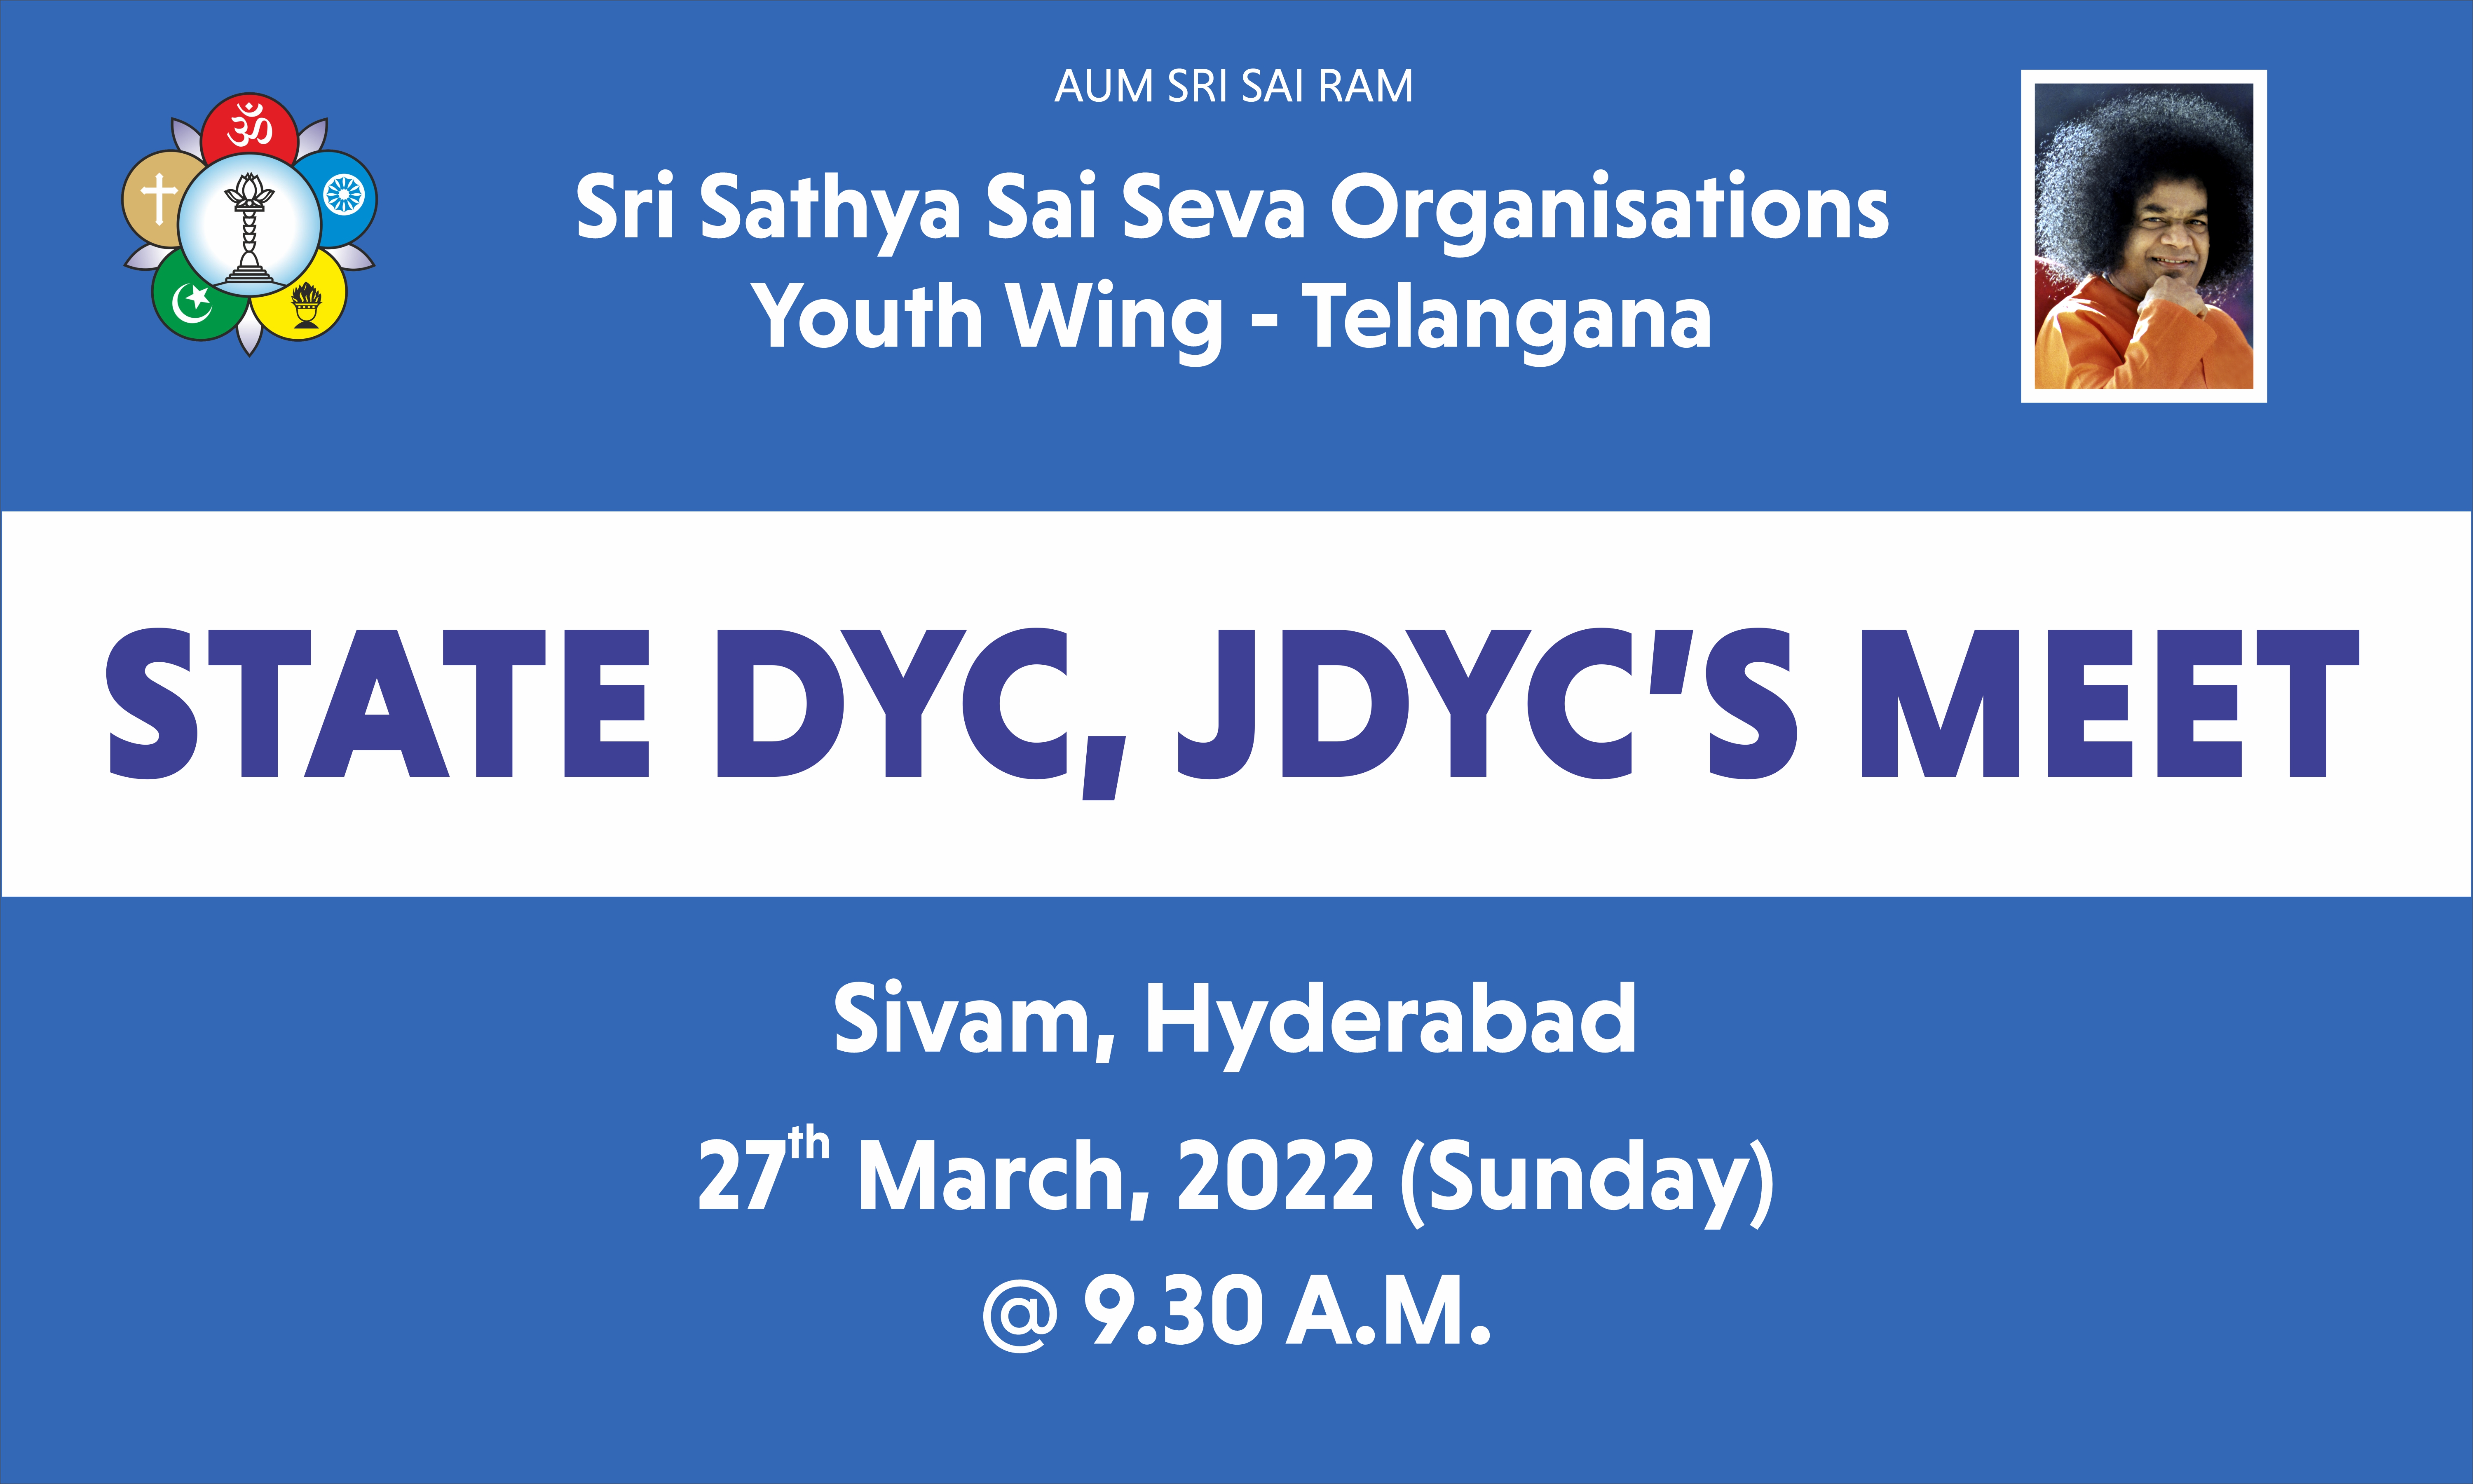 AUM SRI SAI RAM
ॐ
Sri Sathya Sai Seva Organisations
Youth Wing - Telangana
STATE DYC, JDYC’S MEET
Sivam, Hyderabad
27th March, 2022 (Sunday)
@ 9.30 A.M.